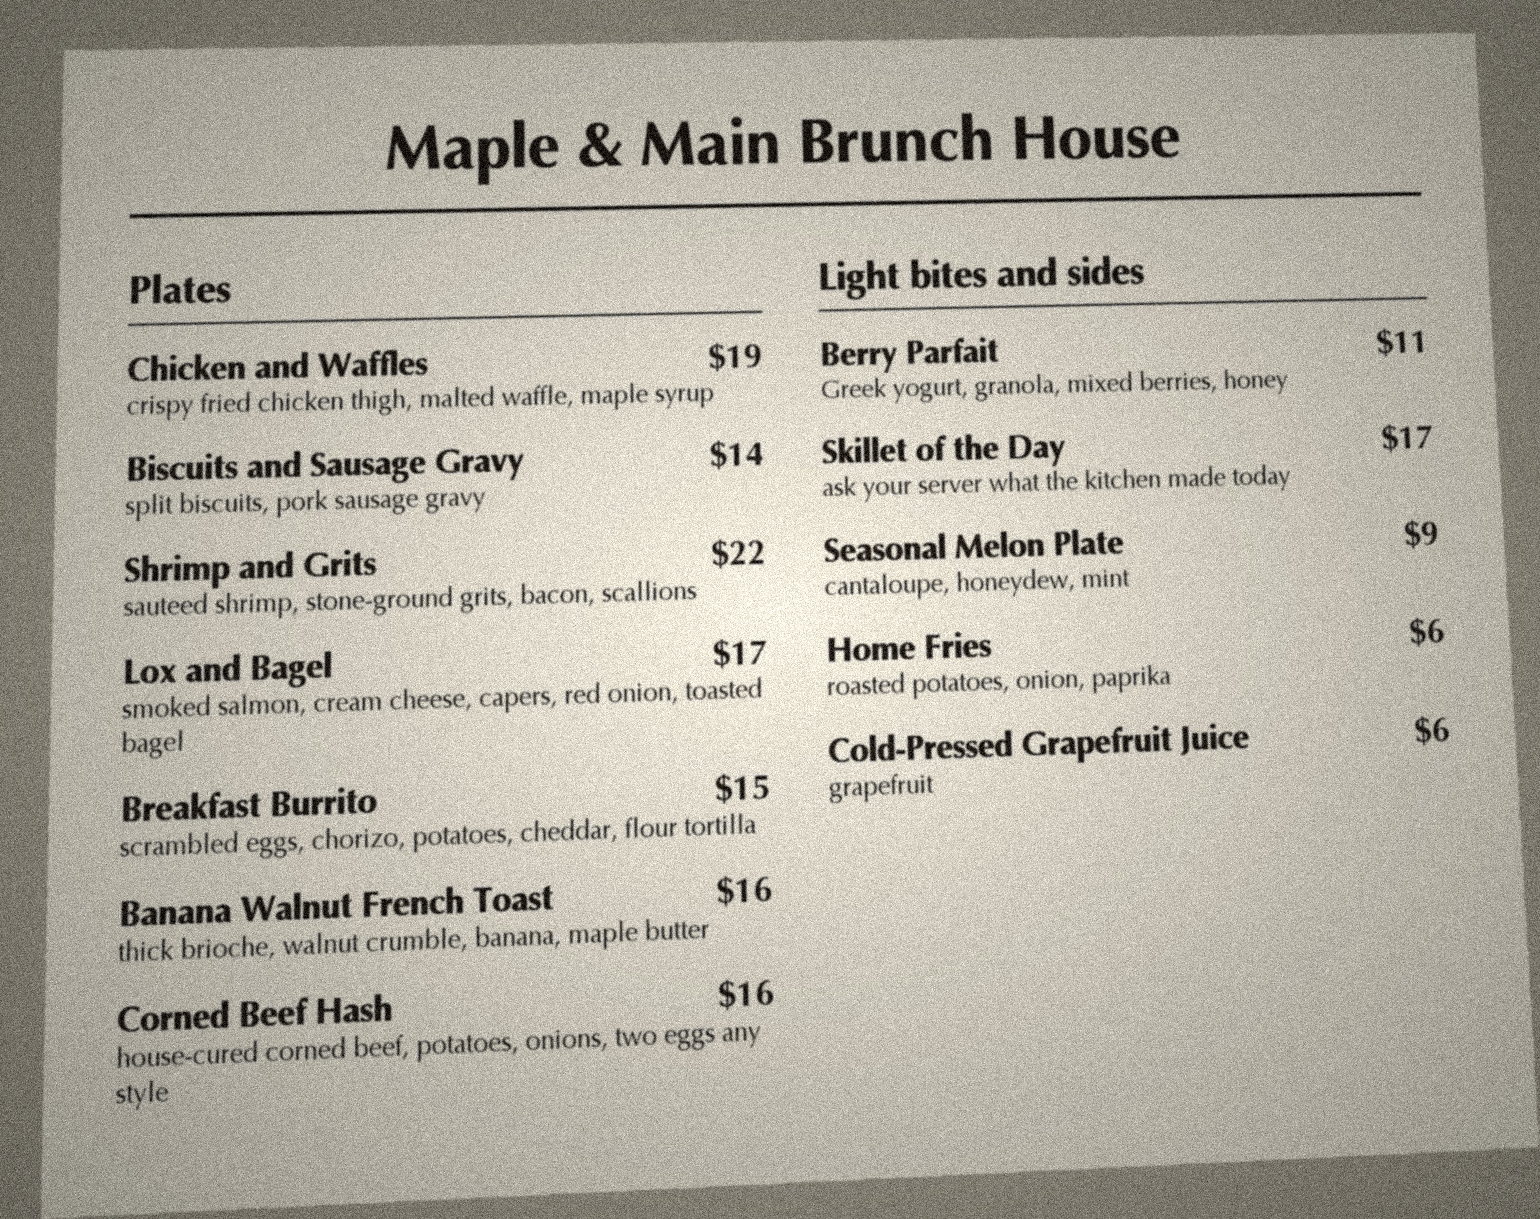 Maple & Main Brunch House
Plates
Chicken and Waffles $19
crispy fried chicken thigh, malted waffle, maple syrup
Biscuits and Sausage Gravy $14
split biscuits, pork sausage gravy
Shrimp and Grits $22
sauteed shrimp, stone-ground grits, bacon, scallions
Lox and Bagel $17
smoked salmon, cream cheese, capers, red onion, toasted
bagel
Breakfast Burrito $15
scrambled eggs, chorizo, potatoes, cheddar, flour tortilla
Banana Walnut French Toast $16
thick brioche, walnut crumble, banana, maple butter
Corned Beef Hash $16
house-cured corned beef, potatoes, onions, two eggs any
style
Light bites and sides
Berry Parfait $11
Greek yogurt, granola, mixed berries, honey
Skillet of the Day $17
ask your server what the kitchen made today
Seasonal Melon Plate $9
cantaloupe, honeydew, mint
Home Fries $6
roasted potatoes, onion, paprika
Cold-Pressed Grapefruit Juice $6
grapefruit